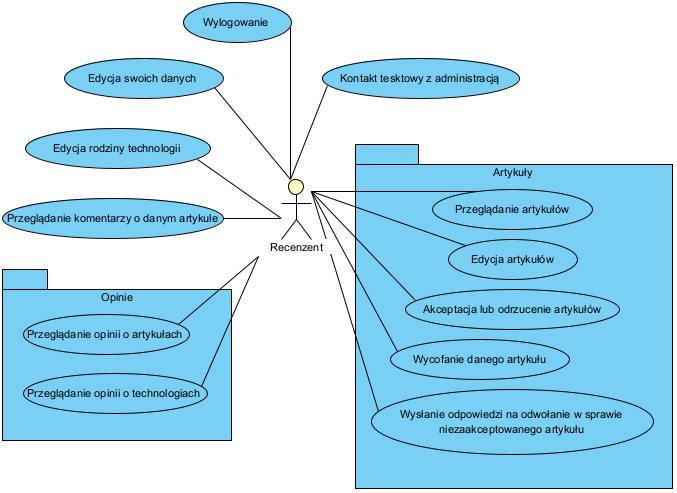 Wylogowanie
Edycja swoich danych
Kontakt tesktowy z administracją
Edycja rodziny technologii
Przeglądanie komentarzy o danym artykule
Recenzent
Artykuły
Przeglądanie artykułów
Edycja artykułów
Akceptacja lub odrzucenie artykułów
Wycofanie danego artykułu
Wysłanie odpowiedzi na odwołanie w sprawie
niezaakceptowanego artykułu
Opinie
Przeglądanie opinii o artykułach
Przeglądanie opinii o technologiach